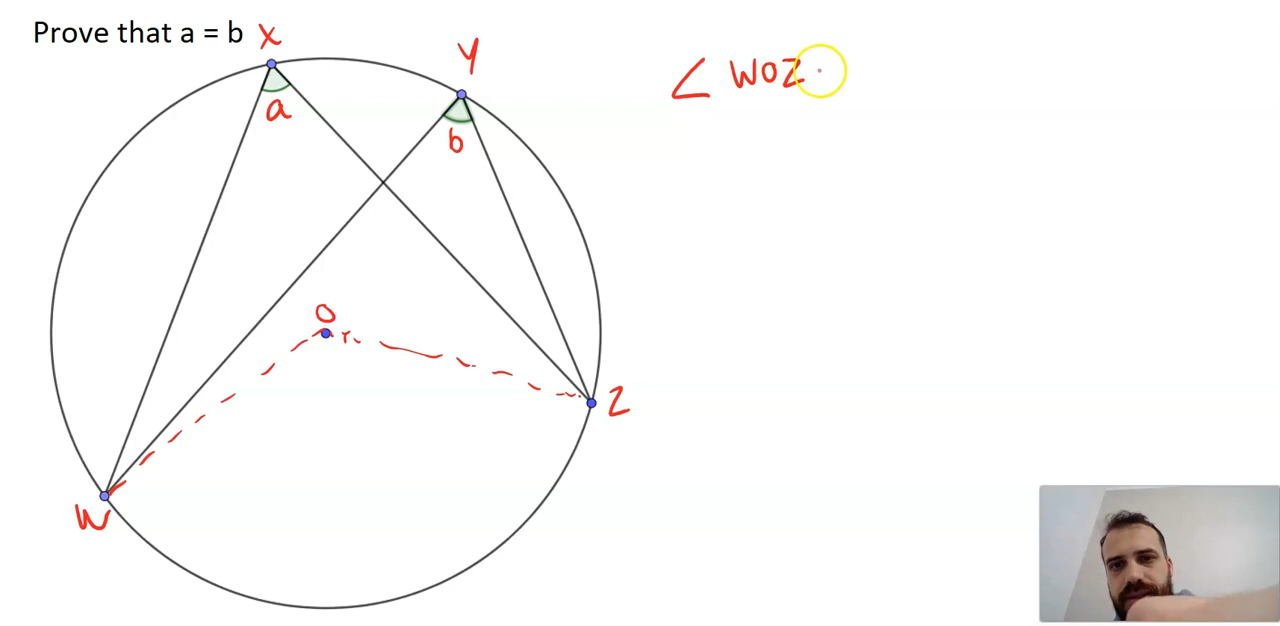 Prove that a = b
X
Y
∠ WOZ
a
b
O
Z
W